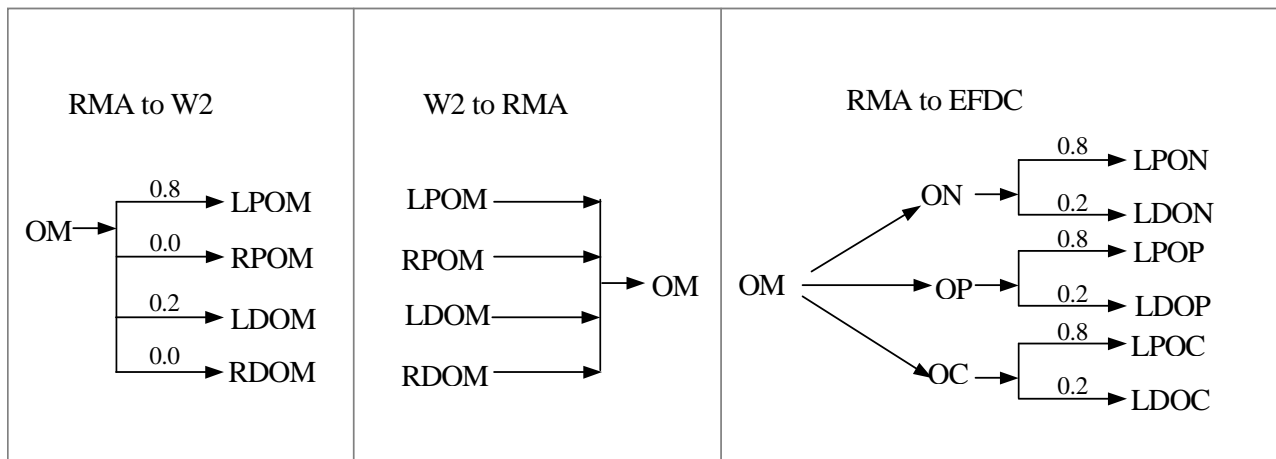 RMA to W2
OM
0.8
LPOM
0.0
RPOM
0.2
LDOM
0.0
RDOM
W2 to RMA
LPOM
RPOM
LDOM
RDOM
OM
RMA to EFDC
OM
ON
0.8
LPON
0.2
LDON
OP
0.8
LPOP
0.2
LDOP
OC
0.8
LPOC
0.2
LDOC